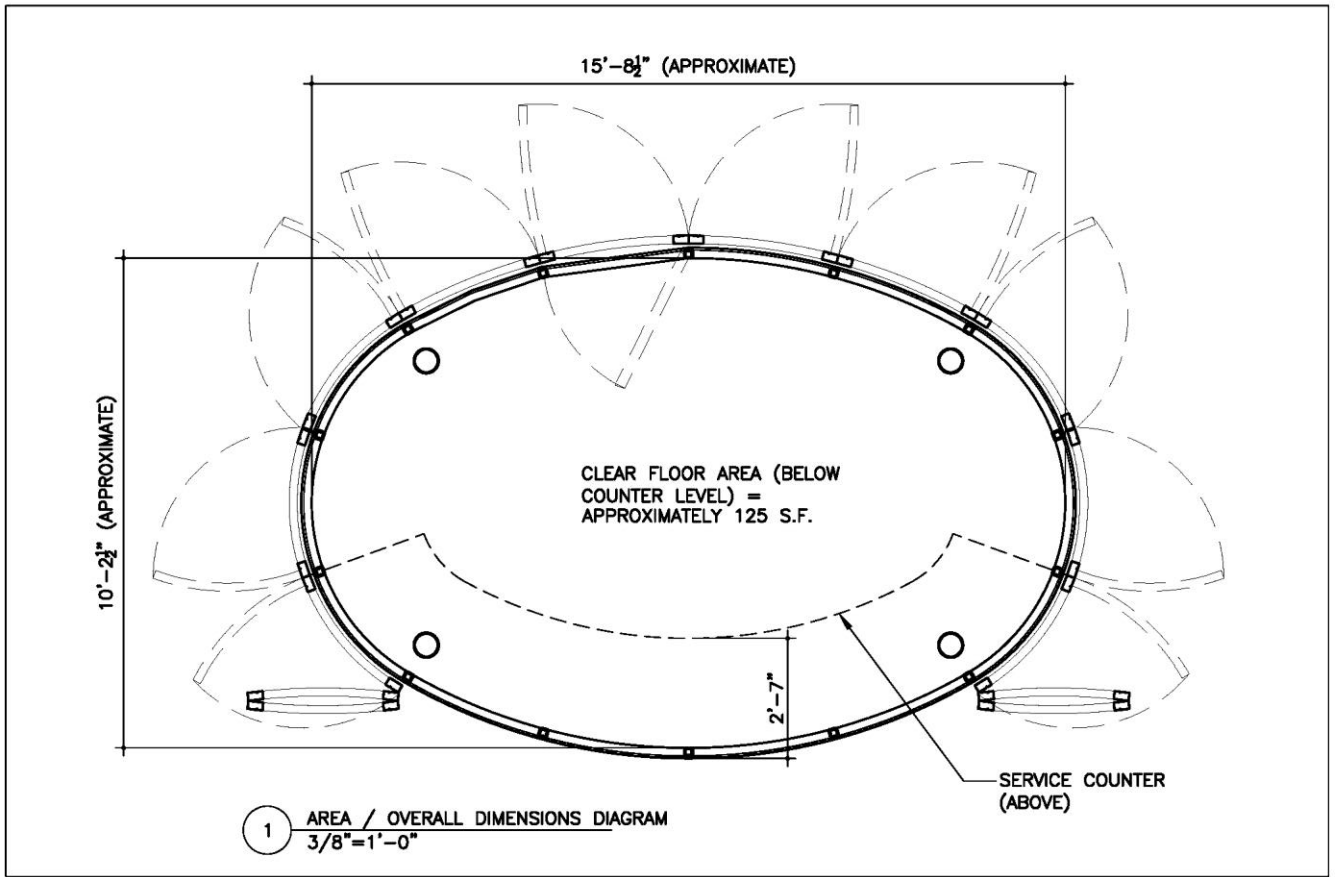 15'-8½" (APPROXIMATE)
10'-2½" (APPROXIMATE)
CLEAR FLOOR AREA (BELOW
COUNTER LEVEL) =
APPROXIMATELY 125 S.F.
2'-7"
SERVICE COUNTER
(ABOVE)
1
AREA / OVERALL DIMENSIONS DIAGRAM
3/8"=1'-0"